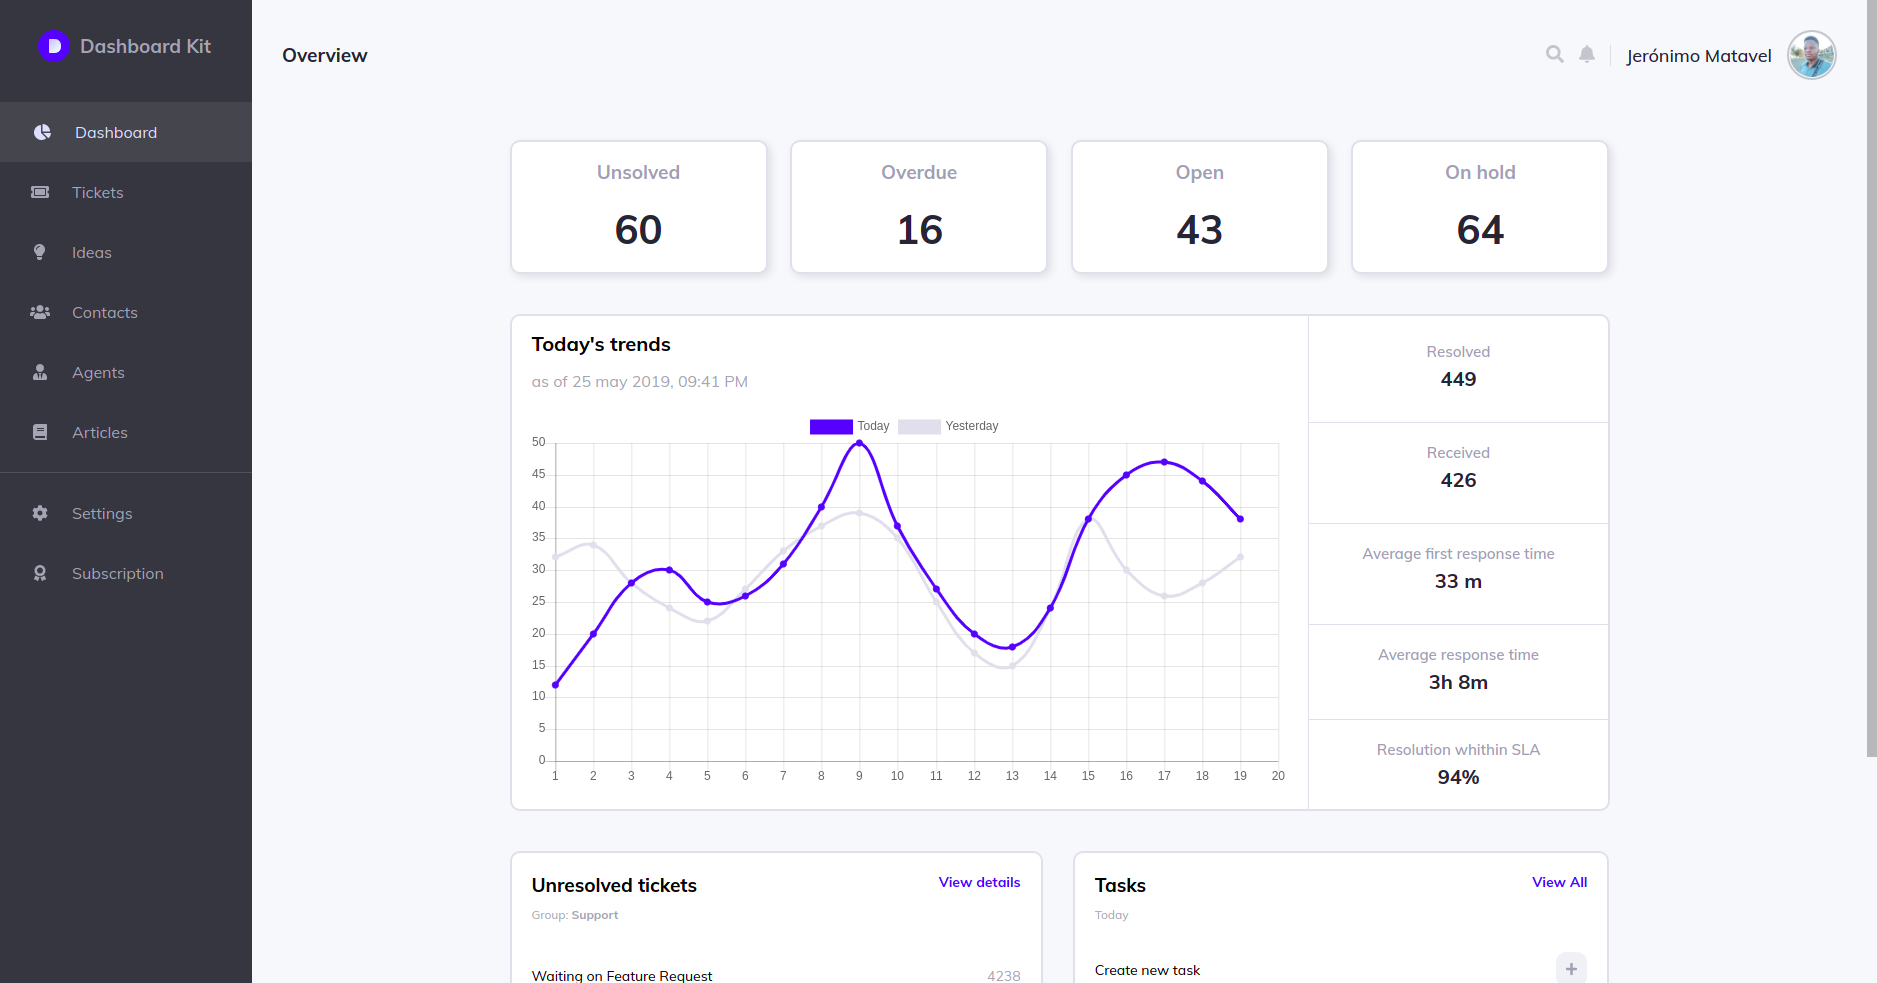 Dashboard Kit
Dashboard
Tickets
Ideas
Contacts
Agents
Articles
Settings
Subscription
Overview
Jerónimo Matavel
Unsolved
60
Overdue
16
Open
43
On hold
64
Today's trends
as of 25 may 2019, 09:41 PM
Today Yesterday
50
45
40
35
30
25
20
15
10
5
0
1 2 3 4 5 6 7 8 9 10 11 12 13 14 15 16 17 18 19 20
Resolved
449
Received
426
Average first response time
33 m
Average response time
3h 8m
Resolution whithin SLA
94%
Unresolved tickets View details
Group: Support
Waiting on Feature Request 4238
Tasks View All
Today
Create new task +